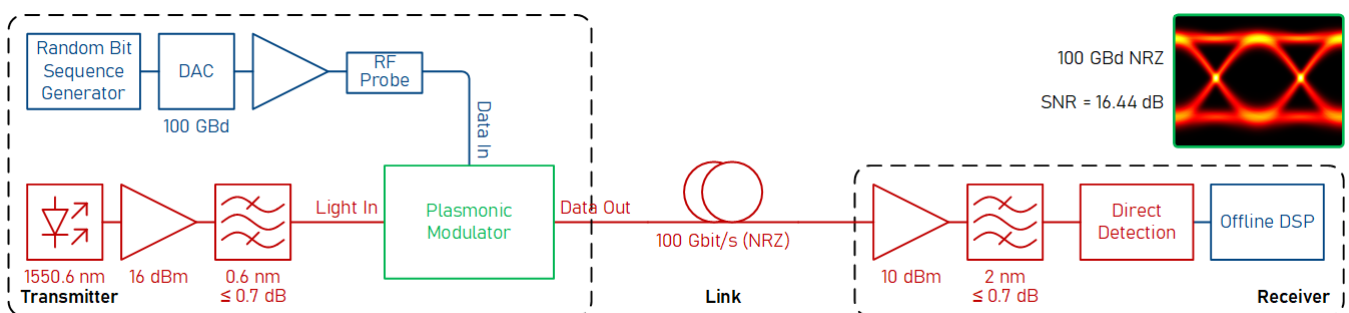 Random Bit
Sequence
Generator
DAC
100 GBd
RF
Probe
Data In
100 GBd NRZ
SNR = 16.44 dB
1550.6 nm
16 dBm
0.6 nm
≤ 0.7 dB
Light In
Plasmonic
Modulator
Data Out
100 Gbit/s (NRZ)
10 dBm
2 nm
≤ 0.7 dB
Direct
Detection
Offline DSP
Transmitter
Link
Receiver